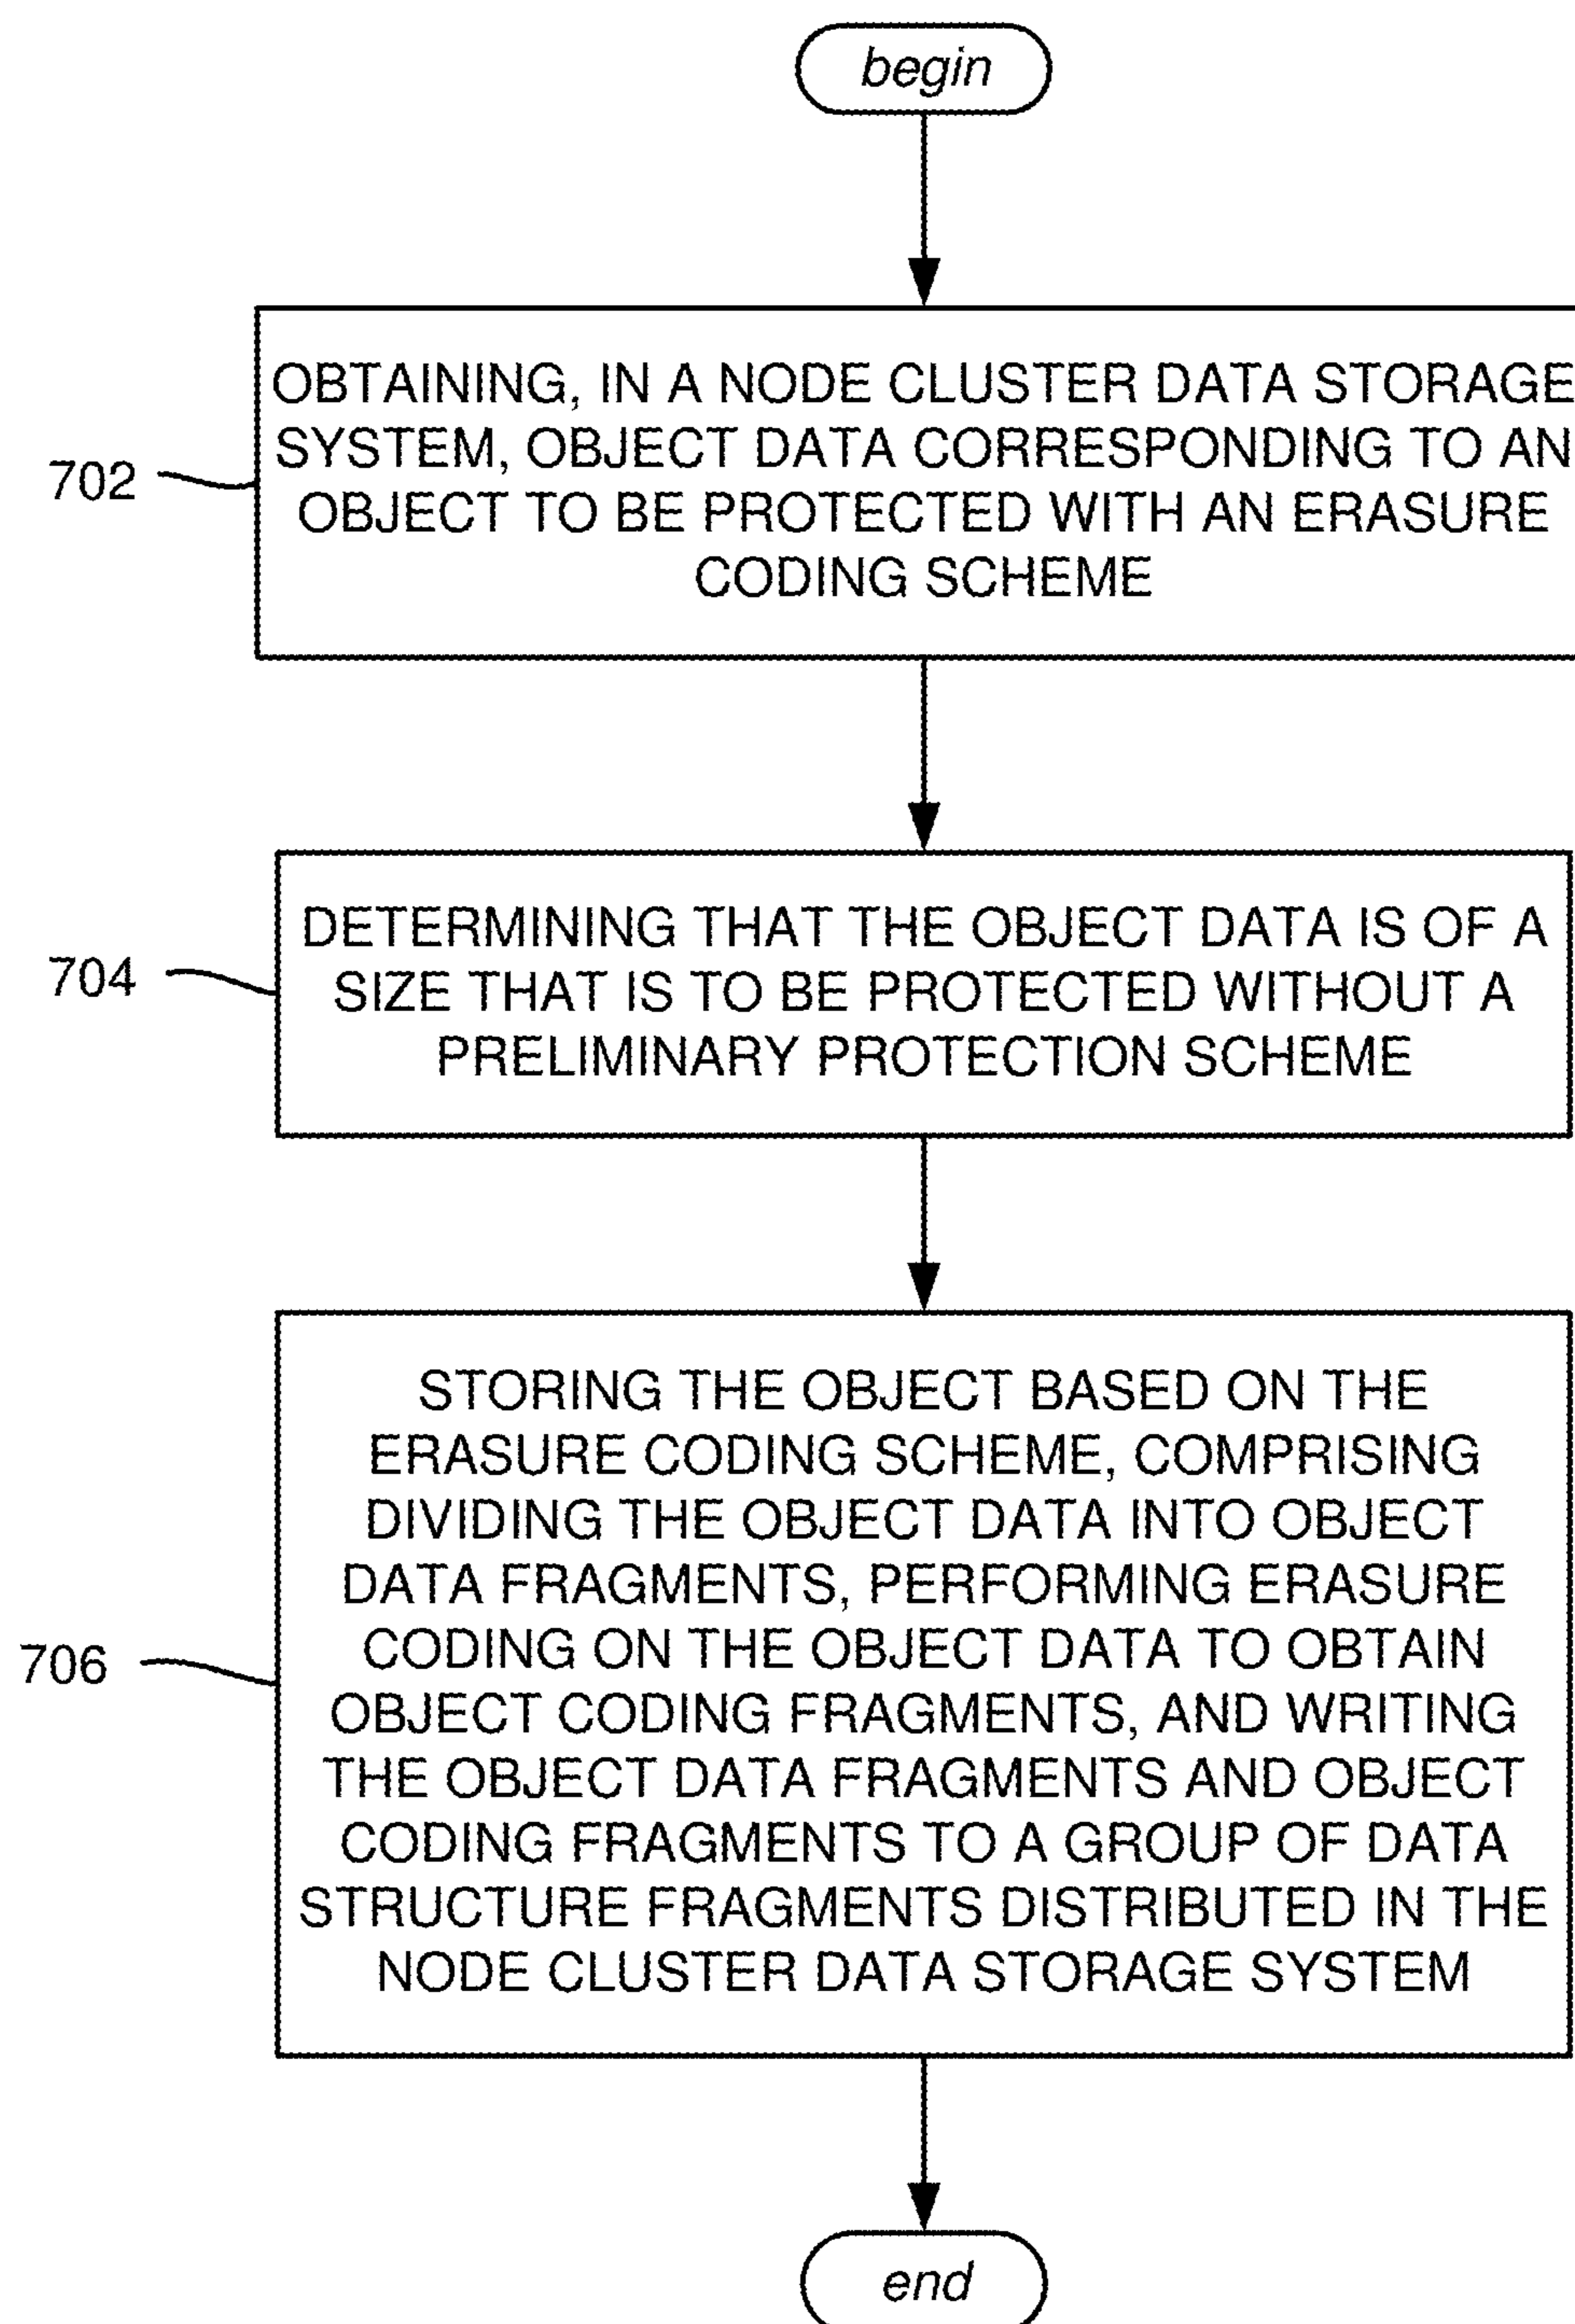 begin
702
OBTAINING, IN A NODE CLUSTER DATA STORAGE
SYSTEM, OBJECT DATA CORRESPONDING TO AN
OBJECT TO BE PROTECTED WITH AN ERASURE
CODING SCHEME
704
DETERMINING THAT THE OBJECT DATA IS OF A
SIZE THAT IS TO BE PROTECTED WITHOUT A
PRELIMINARY PROTECTION SCHEME
706
STORING THE OBJECT BASED ON THE
ERASURE CODING SCHEME, COMPRISING
DIVIDING THE OBJECT DATA INTO OBJECT
DATA FRAGMENTS, PERFORMING ERASURE
CODING ON THE OBJECT DATA TO OBTAIN
OBJECT CODING FRAGMENTS, AND WRITING
THE OBJECT DATA FRAGMENTS AND OBJECT
CODING FRAGMENTS TO A GROUP OF DATA
STRUCTURE FRAGMENTS DISTRIBUTED IN THE
NODE CLUSTER DATA STORAGE SYSTEM
end